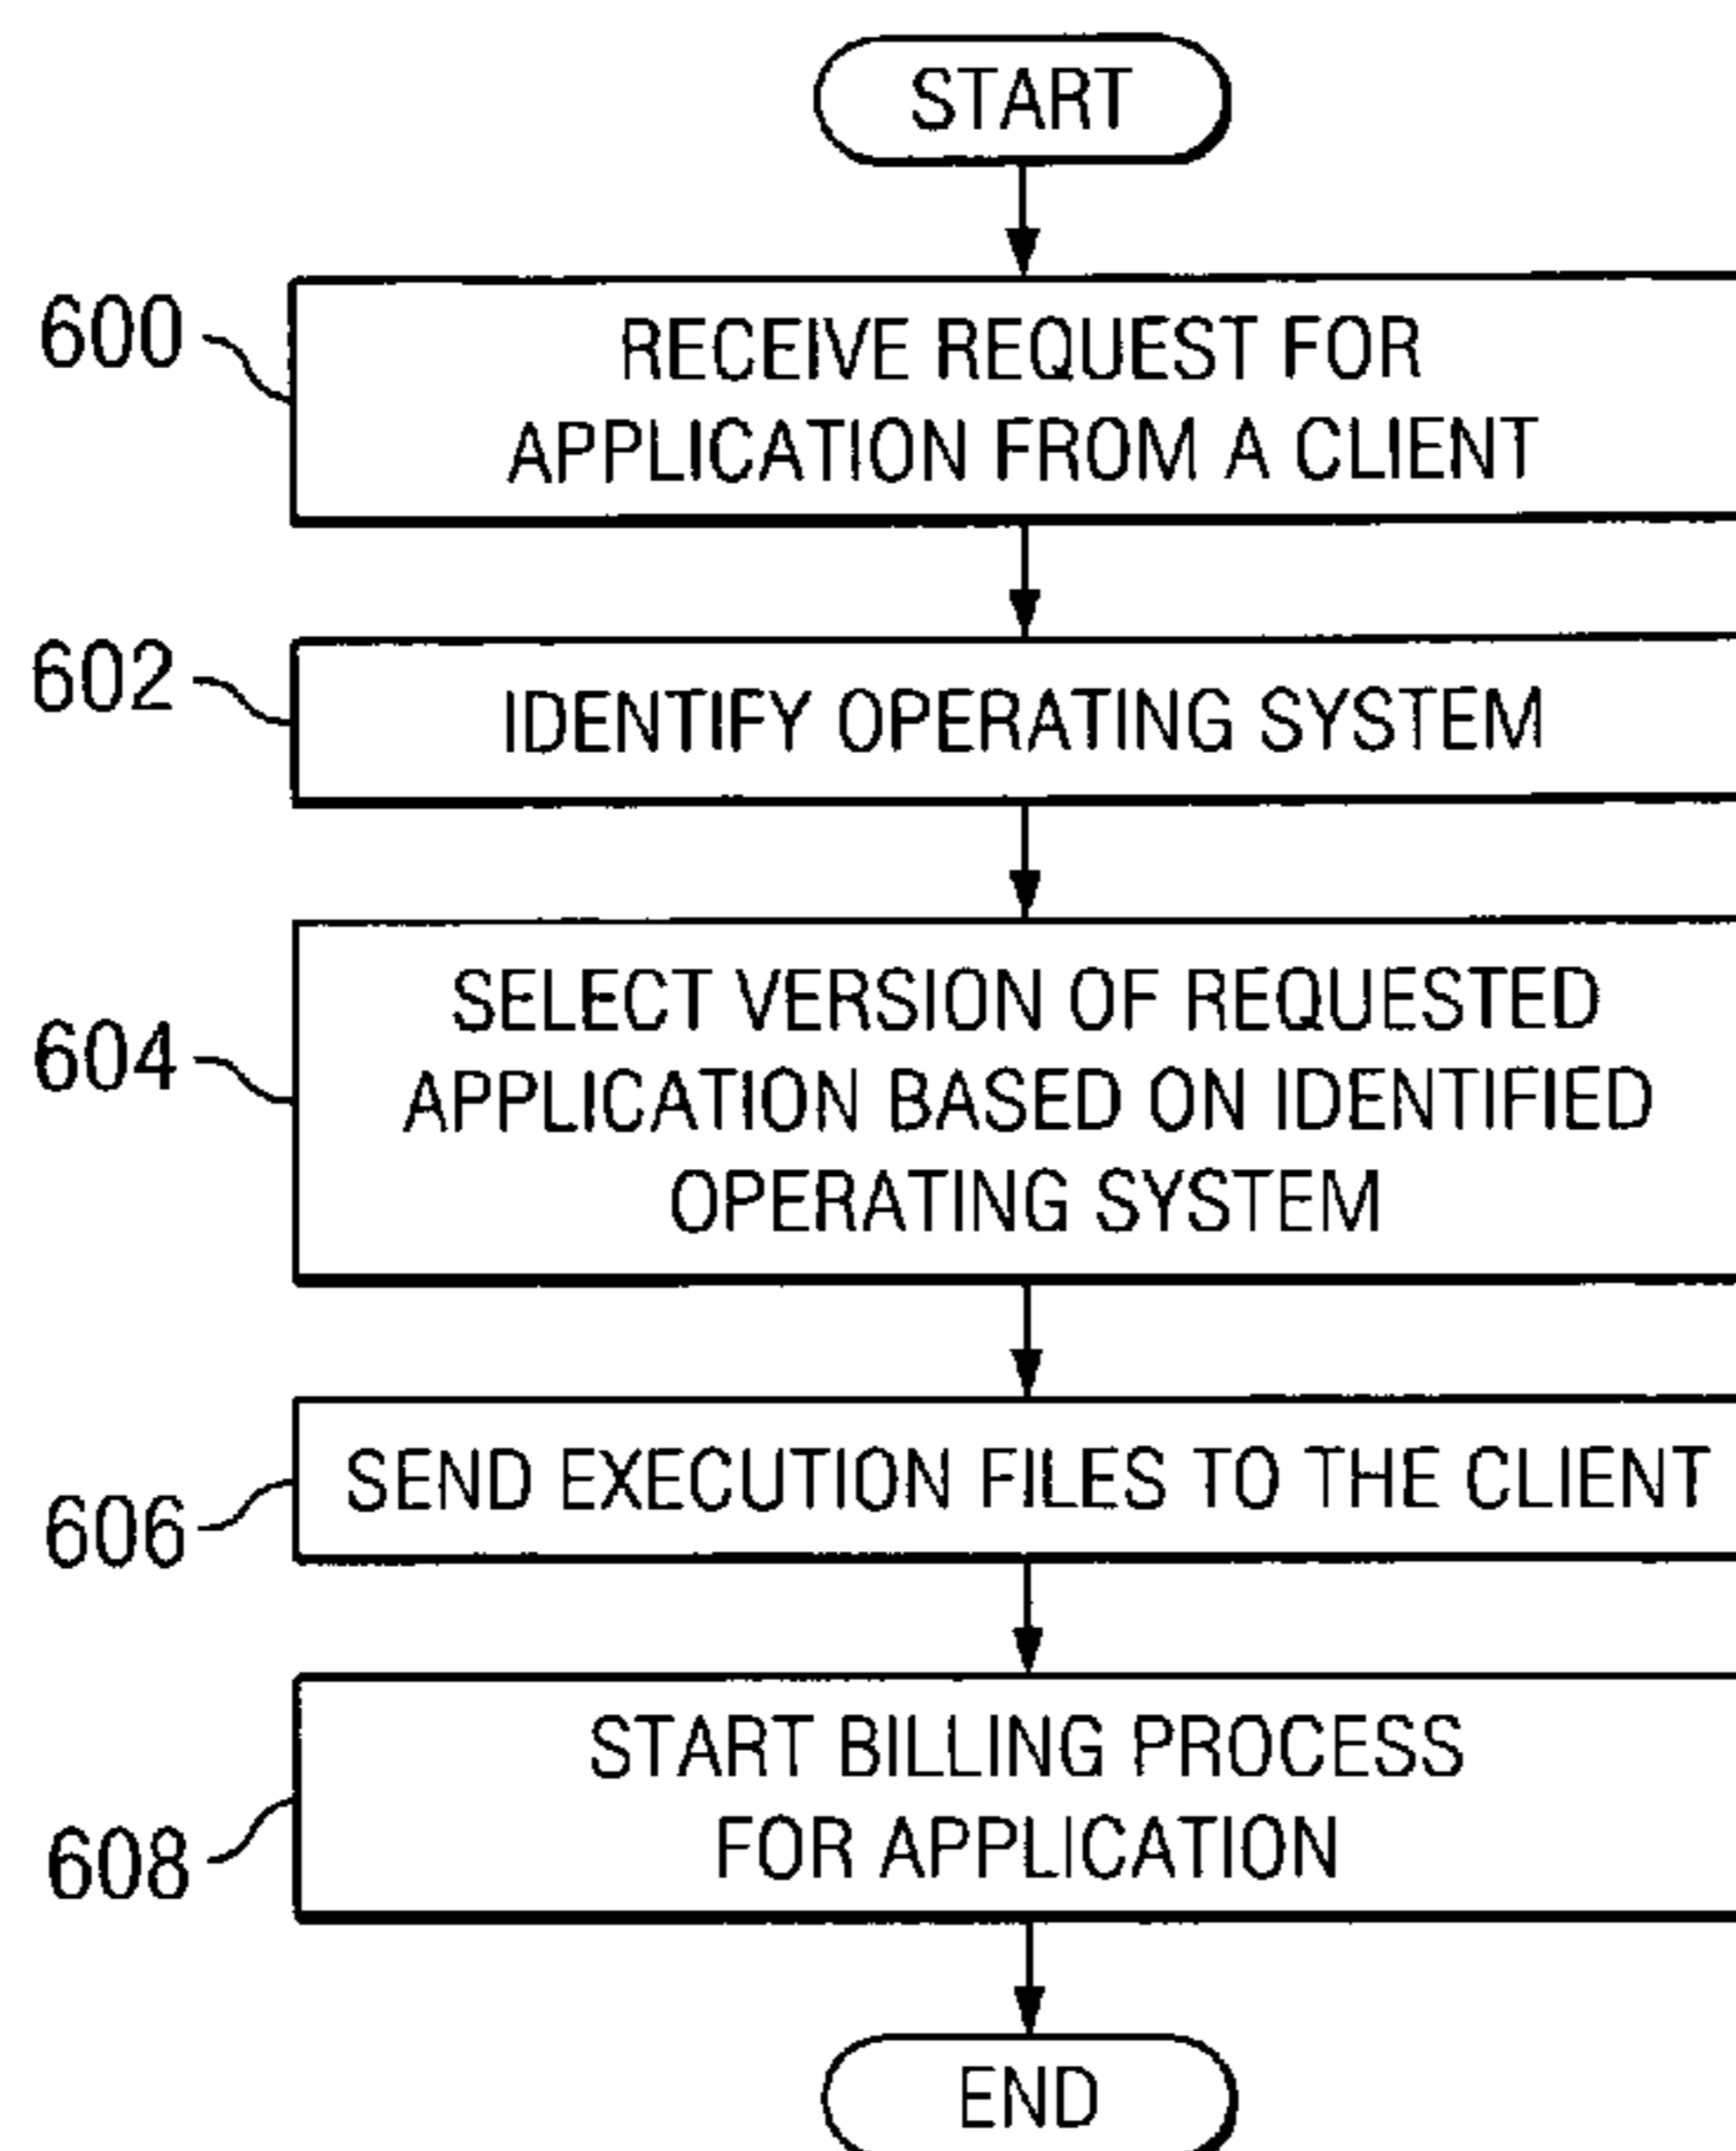 START
600
RECEIVE REQUEST FOR
APPLICATION FROM A CLIENT
602
IDENTIFY OPERATING SYSTEM
604
SELECT VERSION OF REQUESTED
APPLICATION BASED ON IDENTIFIED
OPERATING SYSTEM
606
SEND EXECUTION FILES TO THE CLIENT
608
START BILLING PROCESS
FOR APPLICATION
END